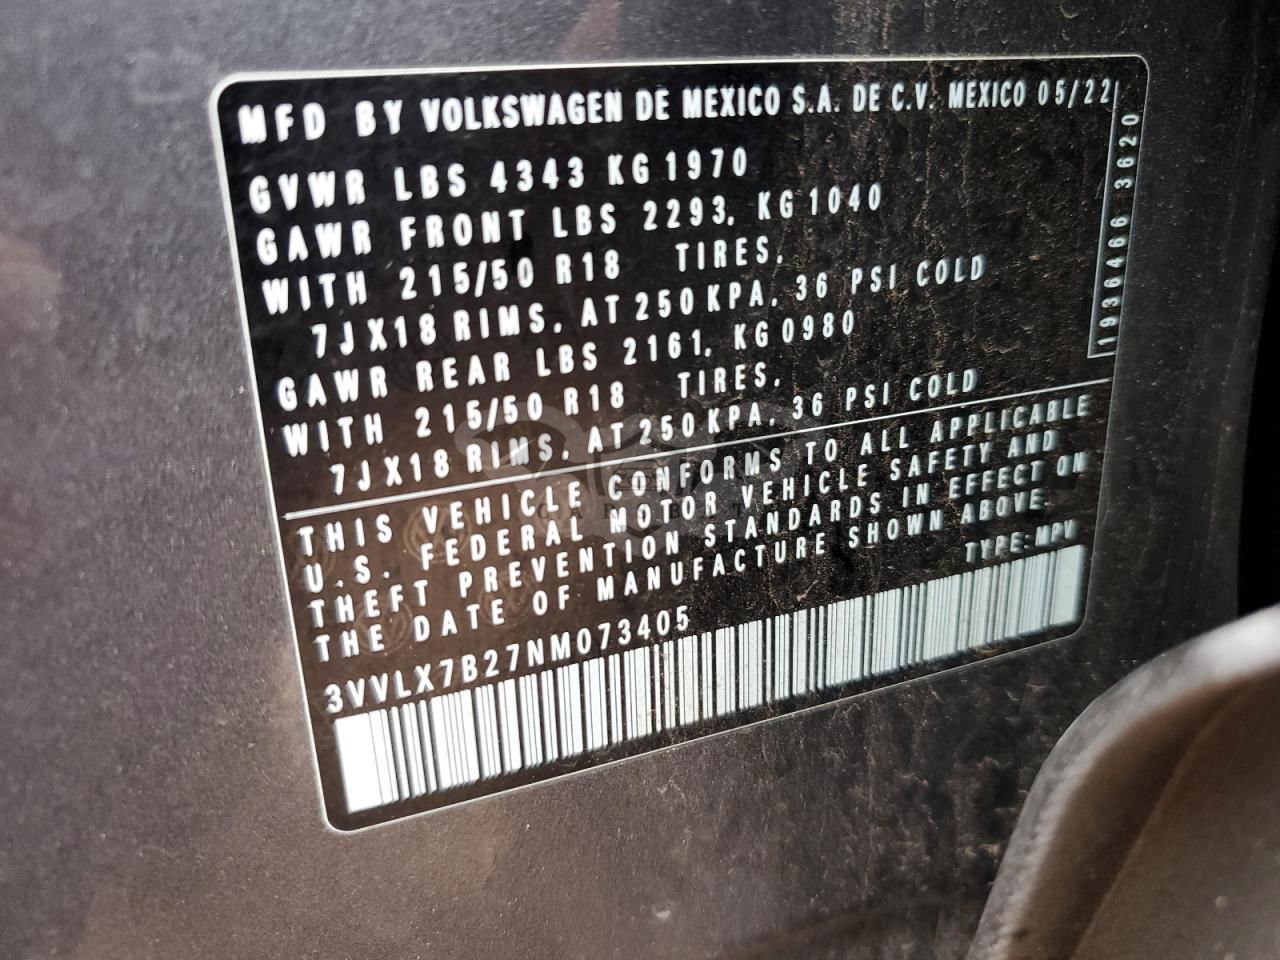 MFD BY VOLKSWAGEN DE MEXICO S.A. DE C.V. MEXICO 05/22
GVWR LBS 4343 KG 1970
GAWR FRONT LBS 2293, KG 1040
WITH 215/50 R18 TIRES,
7JX18 RIMS, AT 250 KPA, 36 PSI COLD
GAWR REAR LBS 2161, KG 0980
WITH 215/50 R18 TIRES,
7JX18 RIMS, AT 250 KPA, 36 PSI COLD
1936466 3620
THIS VEHICLE CONFORMS TO ALL APPLICABLE
U.S. FEDERAL MOTOR VEHICLE SAFETY AND
THEFT PREVENTION STANDARDS IN EFFECT ON
THE DATE OF MANUFACTURE SHOWN ABOVE.
TYPE: MPV
3VVLX7B27NM073405